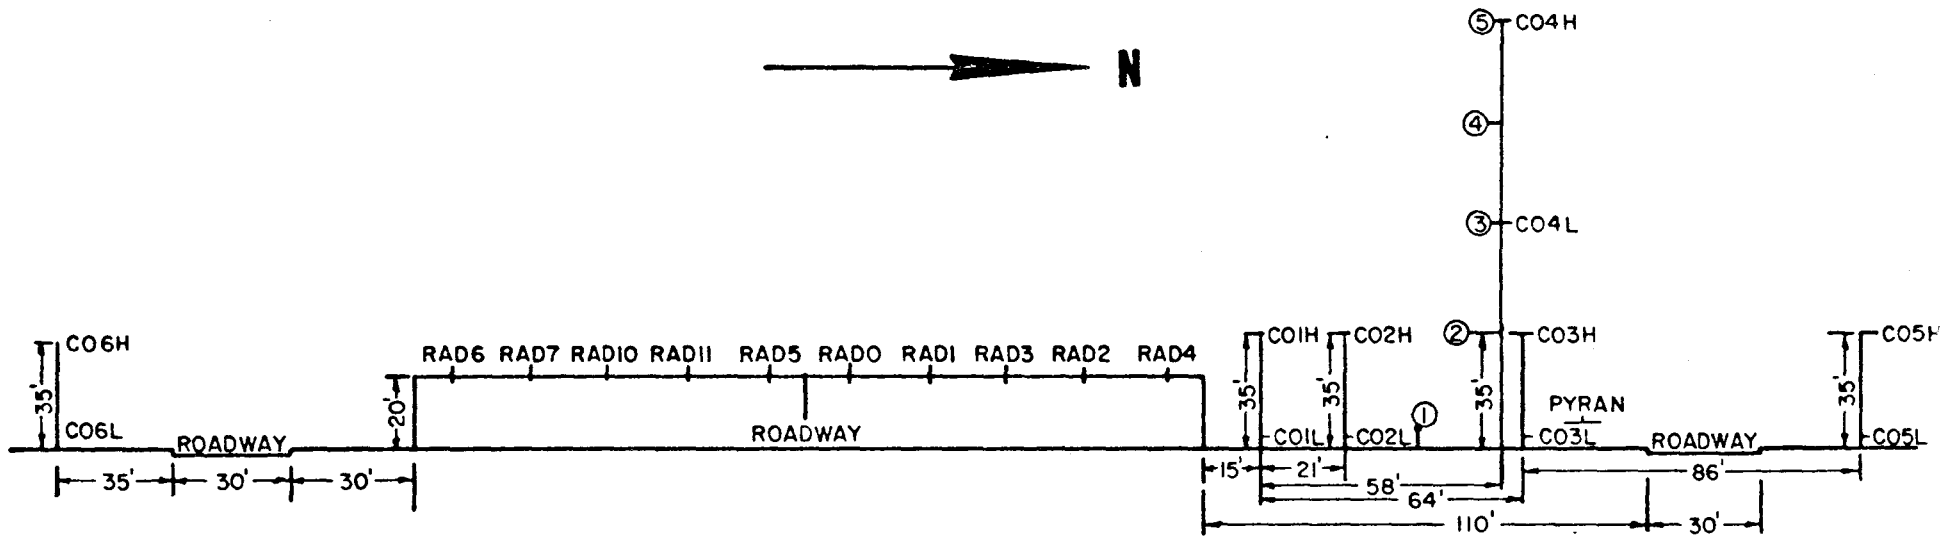 ⑤ CO4H
N
④
③ CO4L
CO6H
35'
CO6L
RAD6 RAD7 RAD10 RAD11 RAD5 RAD0 RAD1 RAD3 RAD2 RAD4
20'
ROADWAY
ROADWAY
CO1H
35'
CO1L
CO2H
35'
CO2L
①
②
35'
CO3H
PYRAN
CO3L
ROADWAY
35'
CO5H
CO5L
35' 30' 30'
15' 21' 86'
58'
64'
110' 30'